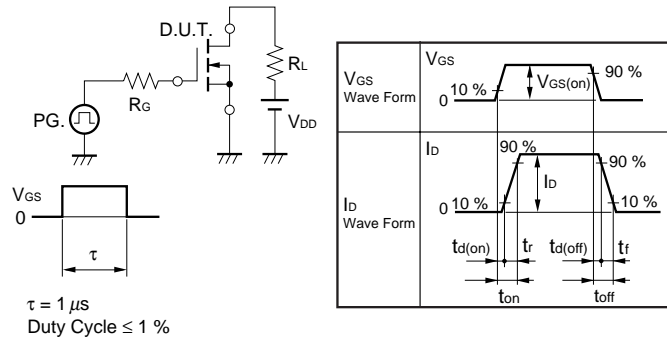 D.U.T.
RL
RG
PG.
VDD
VGS
0
τ
τ = 1 µs
Duty Cycle ≤ 1 %
VGS
Wave Form
VGS
10 %
0
VGS(on)
90 %
ID
Wave Form
ID
90 %
90 %
ID
0
10 %
10 %
td(on)
tr
td(off)
tf
ton
toff